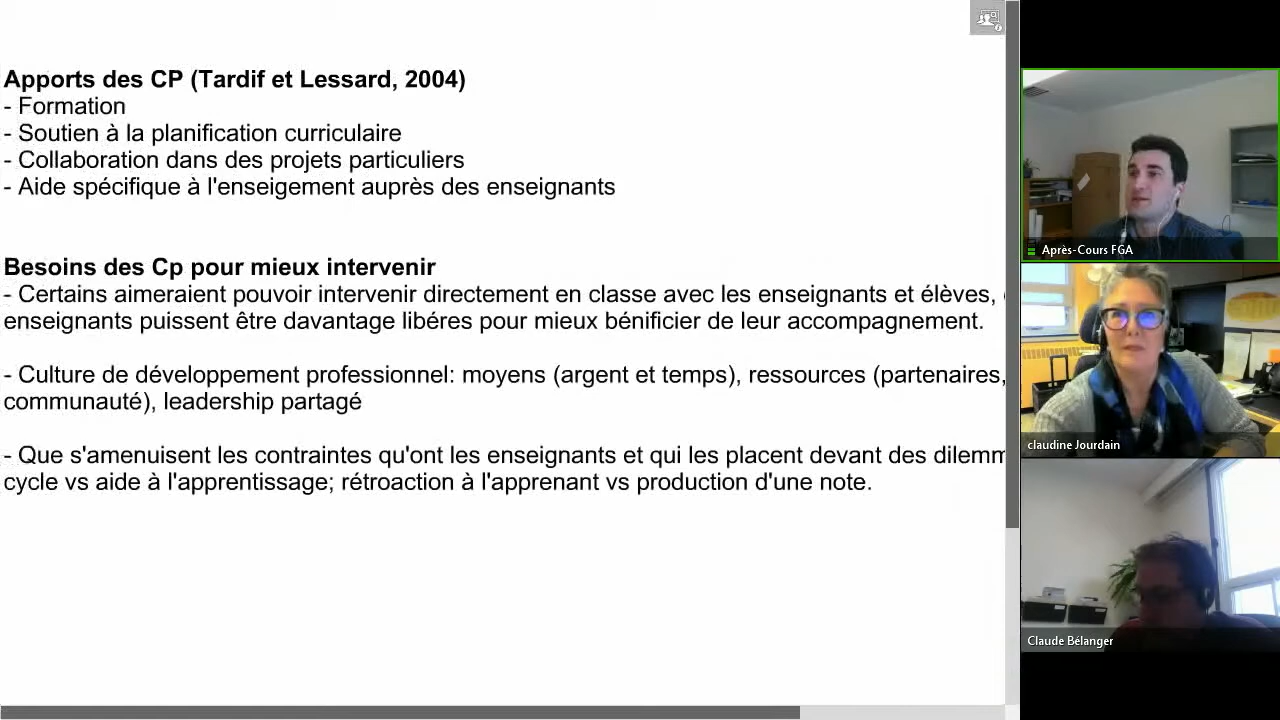 Apports des CP (Tardif et Lessard, 2004)
- Formation
- Soutien à la planification curriculaire
- Collaboration dans des projets particuliers
- Aide spécifique à l'enseigement auprès des enseignants
Besoins des Cp pour mieux intervenir
- Certains aimeraient pouvoir intervenir directement en classe avec les enseignants et élèves,
enseignants puissent être davantage libéres pour mieux bénificier de leur accompagnement.
- Culture de développement professionnel: moyens (argent et temps), ressources (partenaires,
communauté), leadership partagé
- Que s'amenuisent les contraintes qu'ont les enseignants et qui les placent devant des dilemm
cycle vs aide à l'apprentissage; rétroaction à l'apprenant vs production d'une note.
Après-Cours FGA
claudine Jourdain
Claude Bélanger